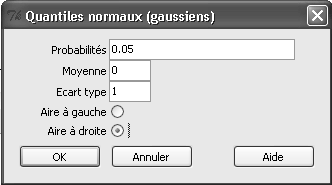 Quantiles normaux (gaussiens)
Probabilités 0.05
Moyenne 0
Ecart type 1
Aire à gauche
Aire à droite
OK Annuler Aide